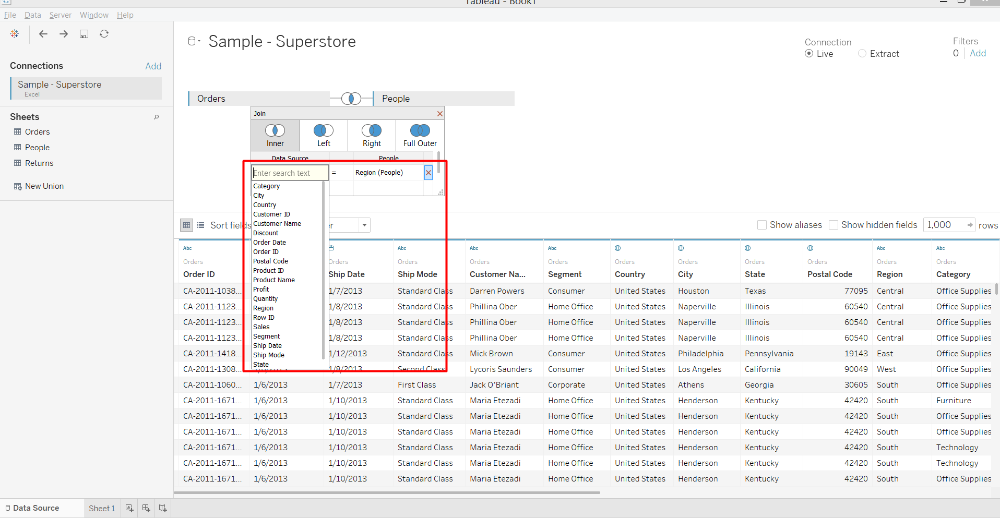 Tableau - Book1
File Data Server Window Help
Sample - Superstore
Connection
Live Extract
Filters
0 Add
Connections Add
Sample - Superstore
Excel
Sheets
Orders
People
Returns
New Union
Orders People
Join
Inner Left Right Full Outer
Data Source People
Enter search text = Region (People)
Category
City
Country
Customer ID
Customer Name
Discount
Order Date
Order ID
Postal Code
Product ID
Product Name
Profit
Quantity
Region
Row ID
Sales
Segment
Ship Date
Ship Mode
State
Sort fields Show aliases Show hidden fields 1,000 rows
Abc Abc Abc Abc Abc
Orders Orders Orders Orders Orders Orders Orders Orders Orders Orders Orders
Order ID Ship Date Ship Mode Customer Na... Segment Country City State Postal Code Region Category
CA-2011-1038... 1/7/2013 Standard Class Darren Powers Consumer United States Houston Texas 77095 Central Office Supplies
CA-2011-1123... 1/8/2013 Standard Class Phillina Ober Home Office United States Naperville Illinois 60540 Central Office Supplies
CA-2011-1123... 1/8/2013 Standard Class Phillina Ober Home Office United States Naperville Illinois 60540 Central Office Supplies
CA-2011-1123... 1/8/2013 Standard Class Phillina Ober Home Office United States Naperville Illinois 60540 Central Office Supplies
CA-2011-1418... 1/12/2013 Standard Class Mick Brown Consumer United States Philadelphia Pennsylvania 19143 East Office Supplies
CA-2011-1308... 1/8/2013 Second Class Lycoris Saunders Consumer United States Los Angeles California 90049 West Office Supplies
CA-2011-1060... 1/6/2013 1/7/2013 First Class Jack O'Briant Corporate United States Athens Georgia 30605 South Office Supplies
CA-2011-1671... 1/6/2013 1/10/2013 Standard Class Maria Etezadi Home Office United States Henderson Kentucky 42420 South Furniture
CA-2011-1671... 1/6/2013 1/10/2013 Standard Class Maria Etezadi Home Office United States Henderson Kentucky 42420 South Office Supplies
CA-2011-1671... 1/6/2013 1/10/2013 Standard Class Maria Etezadi Home Office United States Henderson Kentucky 42420 South Office Supplies
CA-2011-1671... 1/6/2013 1/10/2013 Standard Class Maria Etezadi Home Office United States Henderson Kentucky 42420 South Technology
CA-2011-1671... 1/6/2013 1/10/2013 Standard Class Maria Etezadi Home Office United States Henderson Kentucky 42420 South Technology
CA-2011-1671... 1/6/2013 1/10/2013 Standard Class Maria Etezadi Home Office United States Henderson Kentucky 42420 South Office Supplies
Data Source Sheet 1